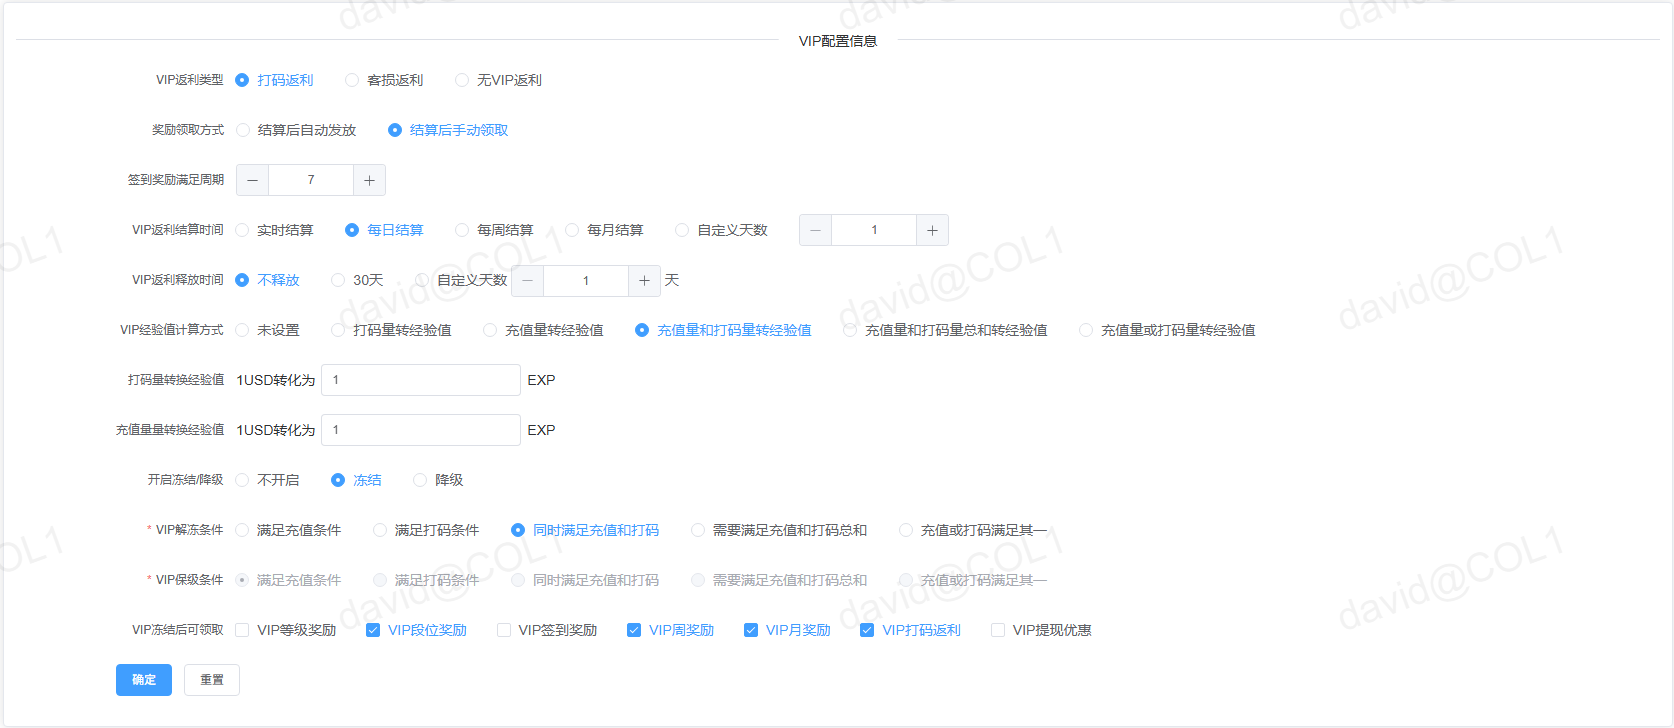 VIP配置信息
VIP返利类型 打码返利 客损返利 无VIP返利
奖励领取方式 结算后自动发放 结算后手动领取
签到奖励满足周期 − 7 +
VIP返利结算时间 实时结算 每日结算 每周结算 每月结算 自定义天数 − 1 +
VIP返利释放时间 不释放 30天 自定义天数 − 1 + 天
VIP经验值计算方式 未设置 打码量转经验值 充值量转经验值 充值量和打码量转经验值 充值量和打码量总和转经验值 充值量或打码量转经验值
打码量转换经验值 1USD转化为 1 EXP
充值量量转换经验值 1USD转化为 1 EXP
开启冻结/降级 不开启 冻结 降级
* VIP解冻条件 满足充值条件 满足打码条件 同时满足充值和打码 需要满足充值和打码总和 充值或打码满足其一
* VIP保级条件 满足充值条件 满足打码条件 同时满足充值和打码 需要满足充值和打码总和 充值或打码满足其一
VIP冻结后可领取 VIP等级奖励 VIP段位奖励 VIP签到奖励 VIP周奖励 VIP月奖励 VIP打码返利 VIP提现优惠
确定 重置
david@COL1
david@COL1
david@COL1
david@COL1
david@COL1
david@COL1